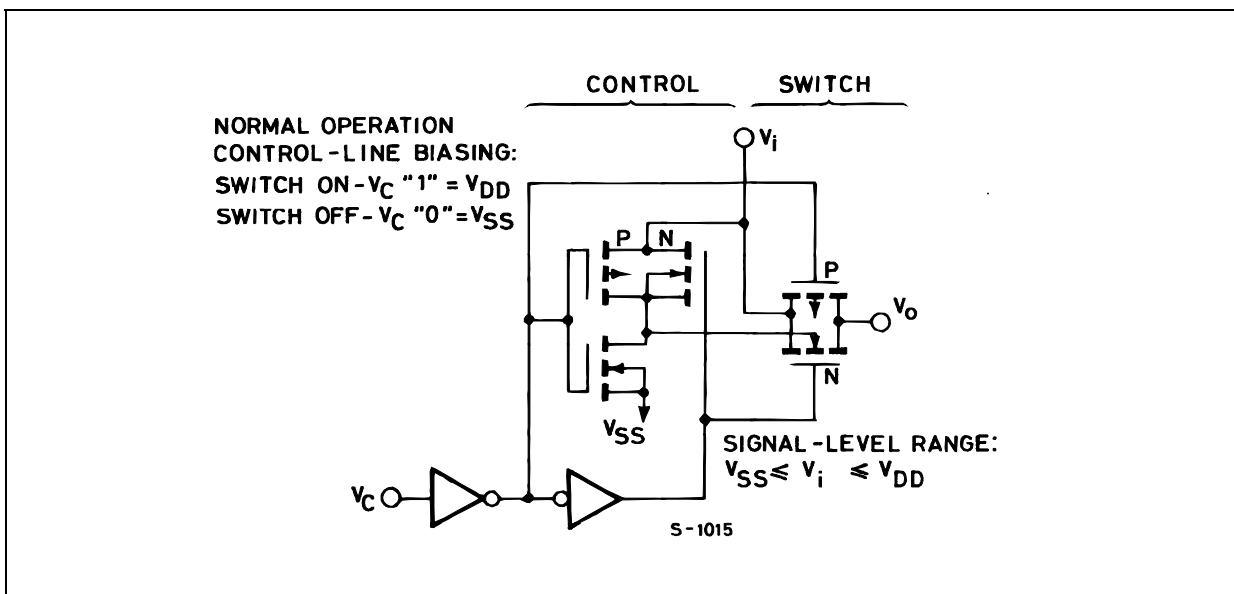 CONTROL SWITCH
NORMAL OPERATION
CONTROL-LINE BIASING:
SWITCH ON-VC "1" = VDD
SWITCH OFF-VC "0"=VSS
Vi
P N
P
Vo
N
VSS
SIGNAL-LEVEL RANGE:
VSS ≤ Vi ≤ VDD
VC
S-1015